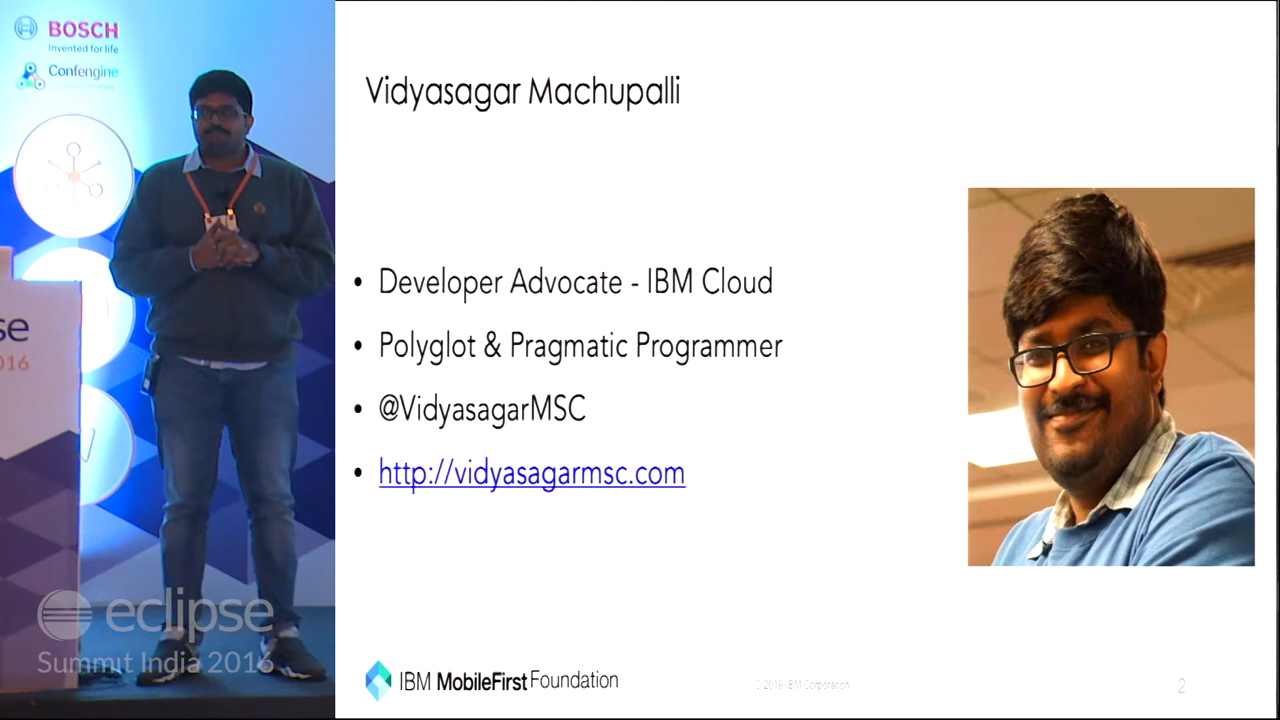 BOSCH
Invented for life
Confengine
se
016
eclipse
Summit India 2016
Vidyasagar Machupalli
• Developer Advocate - IBM Cloud
• Polyglot & Pragmatic Programmer
• @VidyasagarMSC
• http://vidyasagarmsc.com
IBM MobileFirst Foundation
© 2016 IBM Corporation
2